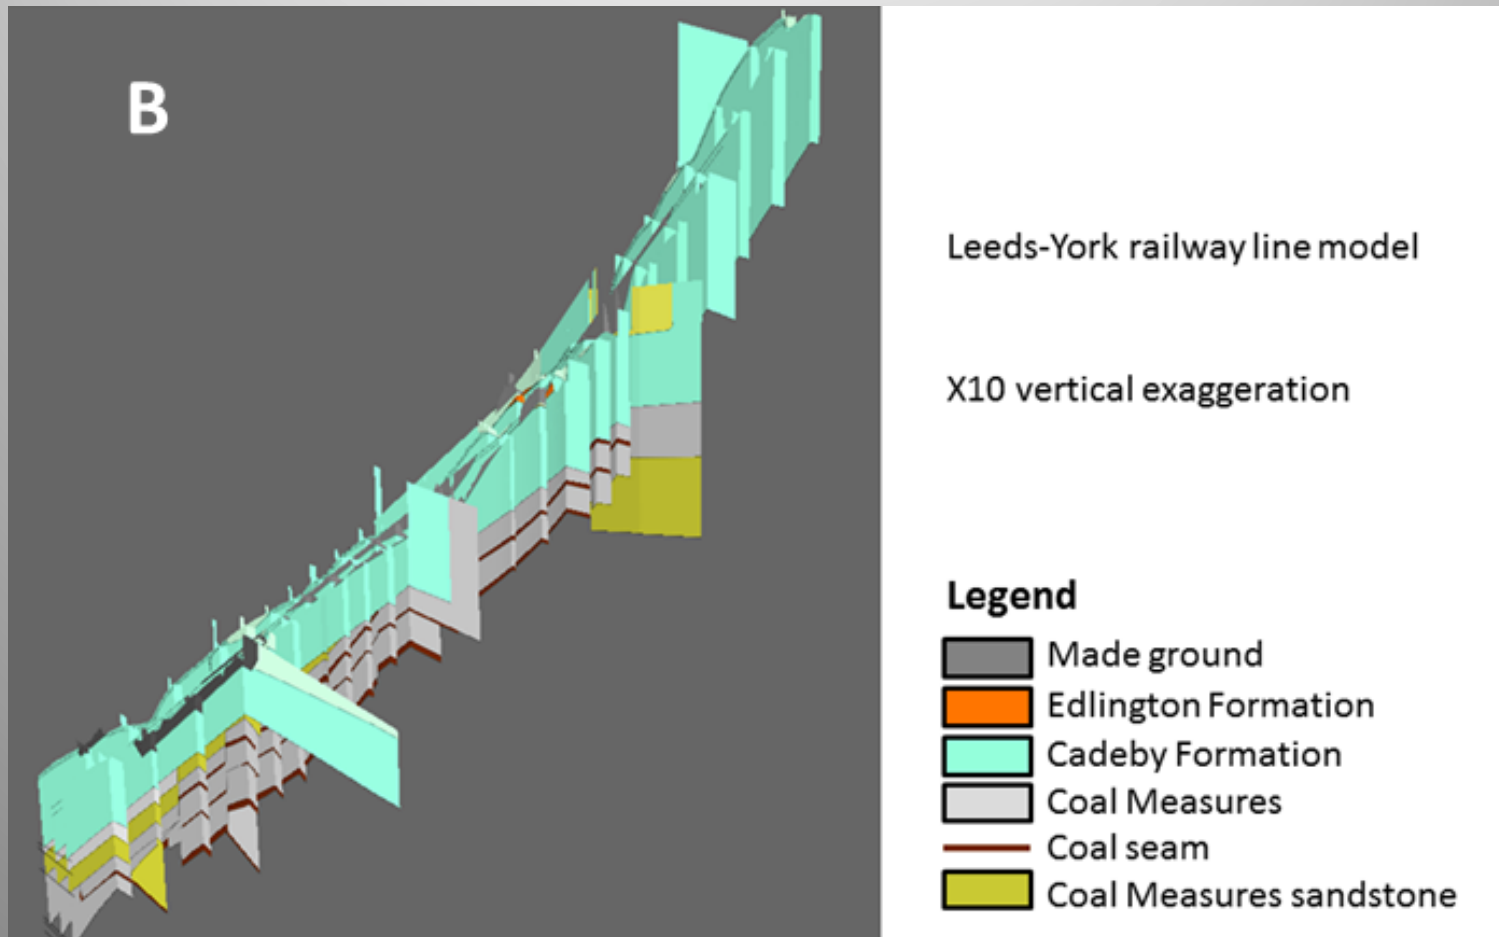 B
Leeds-York railway line model
X10 vertical exaggeration
Legend
Made ground
Edlington Formation
Cadeby Formation
Coal Measures
Coal seam
Coal Measures sandstone